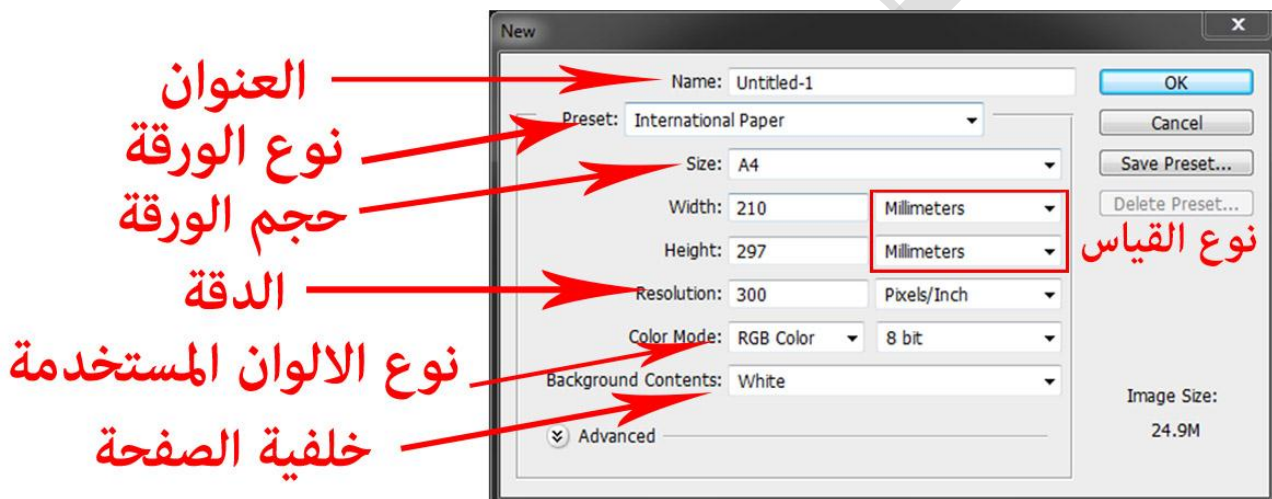 New
x
العنوان
Name: Untitled-1
OK
نوع الورقة
Preset: International Paper
Cancel
حجم الورقة
Size: A4
Save Preset...
Width: 210 Millimeters
Delete Preset...
Height: 297 Millimeters
نوع القياس
الدقة
Resolution: 300 Pixels/Inch
نوع الالوان المستخدمة
Color Mode: RGB Color 8 bit
خلفية الصفحة
Background Contents: White
Image Size:
Advanced
24.9M